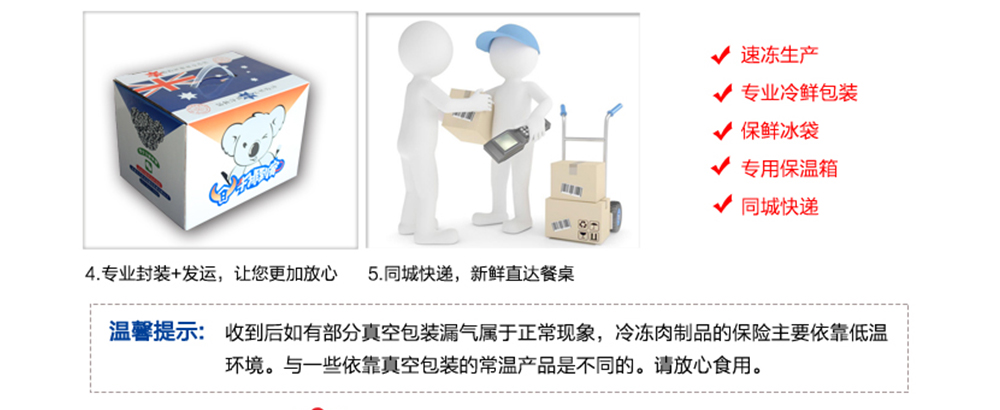 速冻生产
专业冷鲜包装
保鲜冰袋
专用保温箱
同城快递
4.专业封装+发运，让您更加放心
5.同城快递，新鲜直达餐桌
温馨提示:
收到后如有部分真空包装漏气属于正常现象，冷冻肉制品的保险主要依靠低温
环境。与一些依靠真空包装的常温产品是不同的。请放心食用。